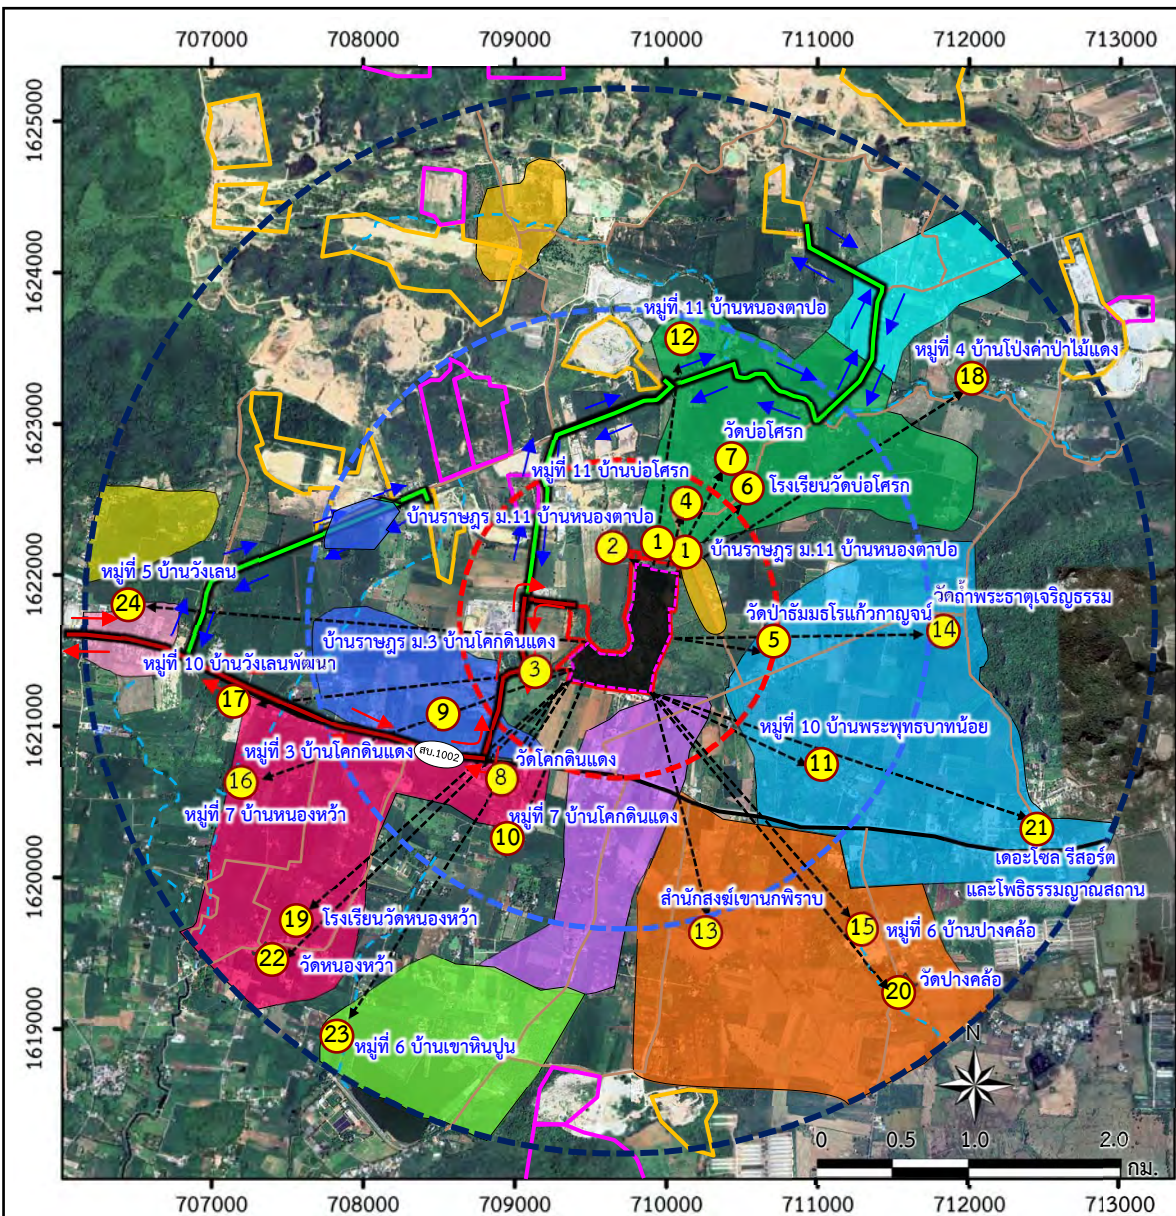 707000 708000 709000 710000 711000 712000 713000
1625000
1624000
1623000
1622000
1621000
1620000
1619000
หมู่ที่ 11 บ้านหนองตาปอ
12
หมู่ที่ 4 บ้านโป่งค่าป่าไม้แดง
18
วัดบ่อโศรก
7
หมู่ที่ 11 บ้านบ่อโศรก
6
โรงเรียนวัดบ่อโศรก
4
บ้านราษฎร ม.11 บ้านหนองตาปอ
2
1
1
บ้านราษฎร ม.11 บ้านหนองตาปอ
หมู่ที่ 5 บ้านวังเลน
24
วัดถ้ำพระธาตุเจริญธรรม
14
วัดป่าธัมมธโรแก้วกาญจน์
5
บ้านราษฎร ม.3 บ้านโคกดินแดง
3
หมู่ที่ 10 บ้านวังเลนพัฒนา
17
9
หมู่ที่ 10 บ้านพระพุทธบาทน้อย
11
หมู่ที่ 3 บ้านโคกดินแดง
สบ.1002
วัดโคกดินแดง
8
16
หมู่ที่ 7 บ้านหนองหว้า
หมู่ที่ 7 บ้านโคกดินแดง
10
21
เดอะโซล รีสอร์ต
และโพธิธรรมญาณสถาน
สำนักสงฆ์เขานกพิราบ
13
15
หมู่ที่ 6 บ้านปางคล้อ
19
โรงเรียนวัดหนองหว้า
22
วัดหนองหว้า
20
วัดปางคล้อ
23
หมู่ที่ 6 บ้านเขาหินปูน
N
0 0.5 1.0 2.0
กม.
707000 708000 709000 710000 711000 712000 713000